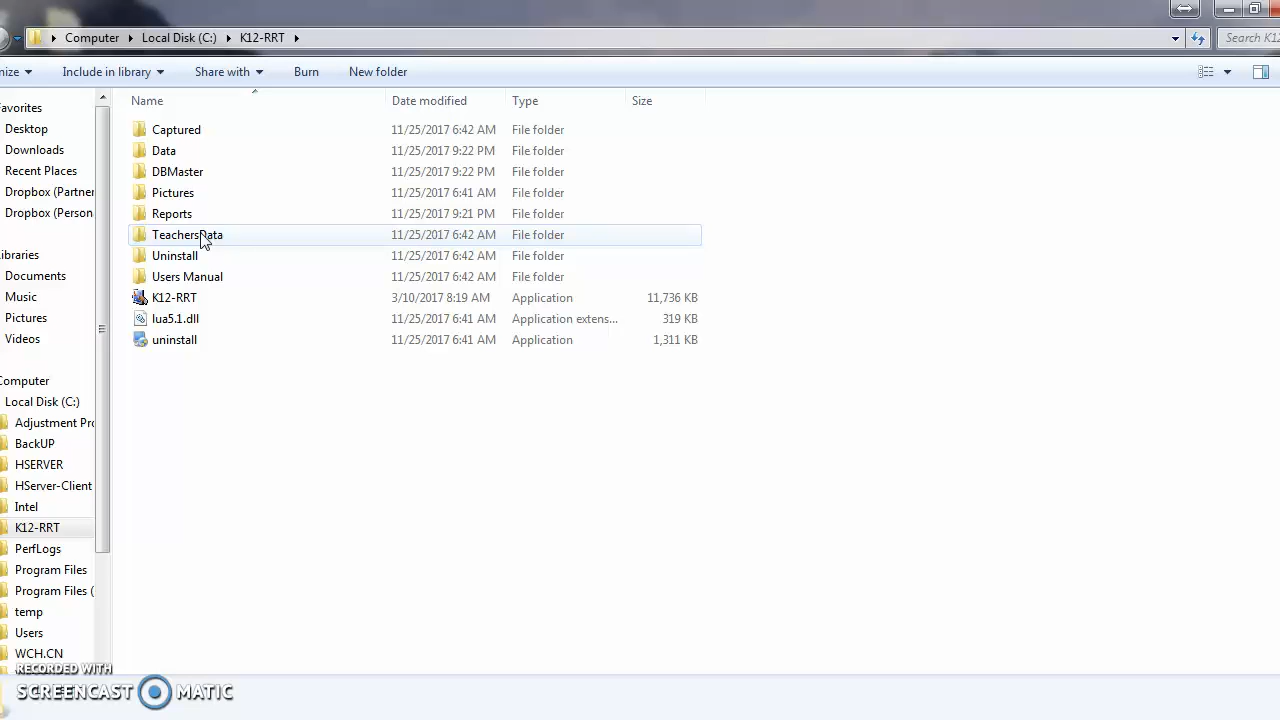 Computer Local Disk (C:) K12-RRT Search K12
nize Include in library Share with Burn New folder
Name Date modified Type Size
avorites
Desktop
Downloads
Recent Places
Dropbox (Partner
Dropbox (Person
ibraries
Documents
Music
Pictures
Videos
Computer
Local Disk (C:)
Adjustment Pro
BackUP
HSERVER
HServer-Client
Intel
K12-RRT
PerfLogs
Program Files
Program Files (
temp
Users
WCH.CN
Captured 11/25/2017 6:42 AM File folder
Data 11/25/2017 9:22 PM File folder
DBMaster 11/25/2017 9:22 PM File folder
Pictures 11/25/2017 6:41 AM File folder
Reports 11/25/2017 9:21 PM File folder
TeachersData 11/25/2017 6:42 AM File folder
Uninstall 11/25/2017 6:42 AM File folder
Users Manual 11/25/2017 6:42 AM File folder
K12-RRT 3/10/2017 8:19 AM Application 11,736 KB
lua5.1.dll 11/25/2017 6:41 AM Application extens... 319 KB
uninstall 11/25/2017 6:41 AM Application 1,311 KB
RECORDED WITH
SCREENCAST MATIC